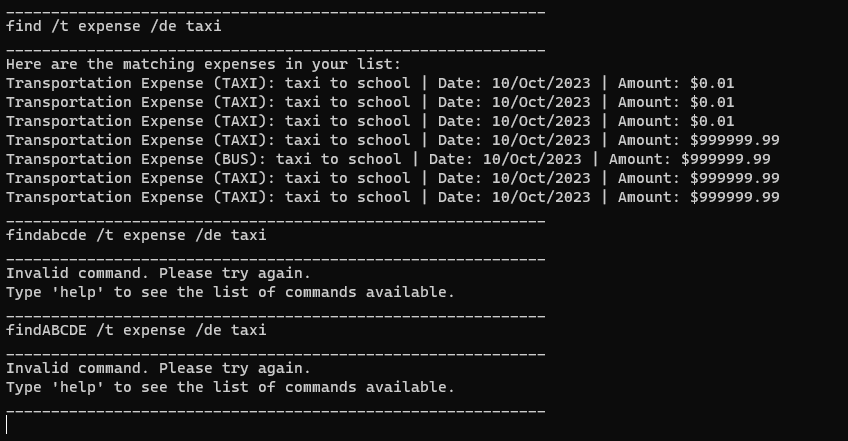 ____________________________________________________________
find /t expense /de taxi
____________________________________________________________
Here are the matching expenses in your list:
Transportation Expense (TAXI): taxi to school | Date: 10/Oct/2023 | Amount: $0.01
Transportation Expense (TAXI): taxi to school | Date: 10/Oct/2023 | Amount: $0.01
Transportation Expense (TAXI): taxi to school | Date: 10/Oct/2023 | Amount: $0.01
Transportation Expense (TAXI): taxi to school | Date: 10/Oct/2023 | Amount: $999999.99
Transportation Expense (BUS): taxi to school | Date: 10/Oct/2023 | Amount: $999999.99
Transportation Expense (TAXI): taxi to school | Date: 10/Oct/2023 | Amount: $999999.99
Transportation Expense (TAXI): taxi to school | Date: 10/Oct/2023 | Amount: $999999.99
____________________________________________________________
findabcde /t expense /de taxi
____________________________________________________________
Invalid command. Please try again.
Type 'help' to see the list of commands available.
____________________________________________________________
findABCDE /t expense /de taxi
____________________________________________________________
Invalid command. Please try again.
Type 'help' to see the list of commands available.
____________________________________________________________